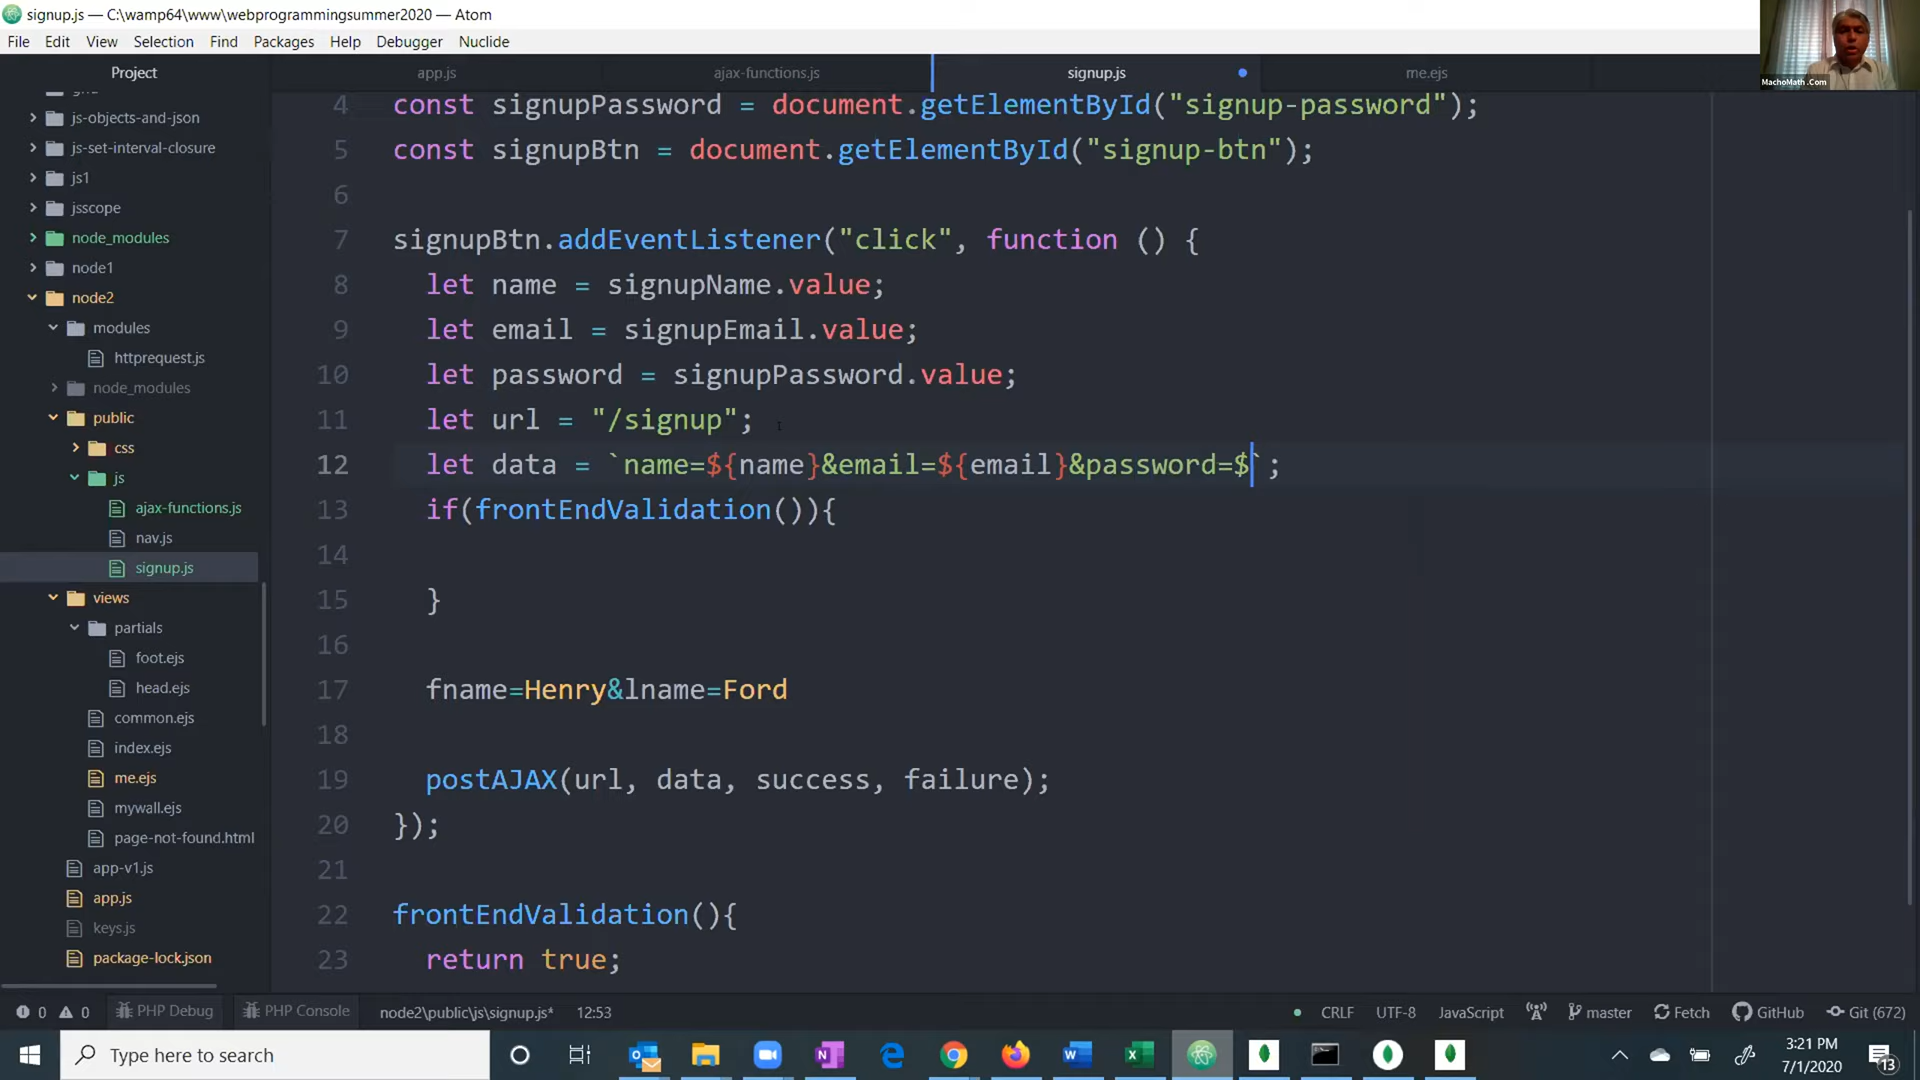 signup.js — C:\wamp64\www\webprogrammingsummer2020 — Atom
File Edit View Selection Find Packages Help Debugger Nuclide
MachoMath .Com
Project
app.js
ajax-functions.js
signup.js
me.ejs
js-objects-and-json
js-set-interval-closure
js1
jsscope
node_modules
node1
node2
modules
httprequest.js
node_modules
public
css
js
ajax-functions.js
nav.js
signup.js
views
partials
foot.ejs
head.ejs
common.ejs
index.ejs
me.ejs
mywall.ejs
page-not-found.html
app-v1.js
app.js
keys.js
package-lock.json
4 const signupPassword = document.getElementById("signup-password");
5 const signupBtn = document.getElementById("signup-btn");
6
7 signupBtn.addEventListener("click", function () {
8 let name = signupName.value;
9 let email = signupEmail.value;
10 let password = signupPassword.value;
11 let url = "/signup";
12 let data = `name=${name}&email=${email}&password=$`;
13 if(frontEndValidation()){
14
15 }
16
17 fname=Henry&lname=Ford
18
19 postAJAX(url, data, success, failure);
20 });
21
22 frontEndValidation(){
23 return true;
0 0 PHP Debug PHP Console node2\public\js\signup.js* 12:53 CRLF UTF-8 JavaScript master Fetch GitHub Git (672)
Type here to search
3:21 PM
7/1/2020
13